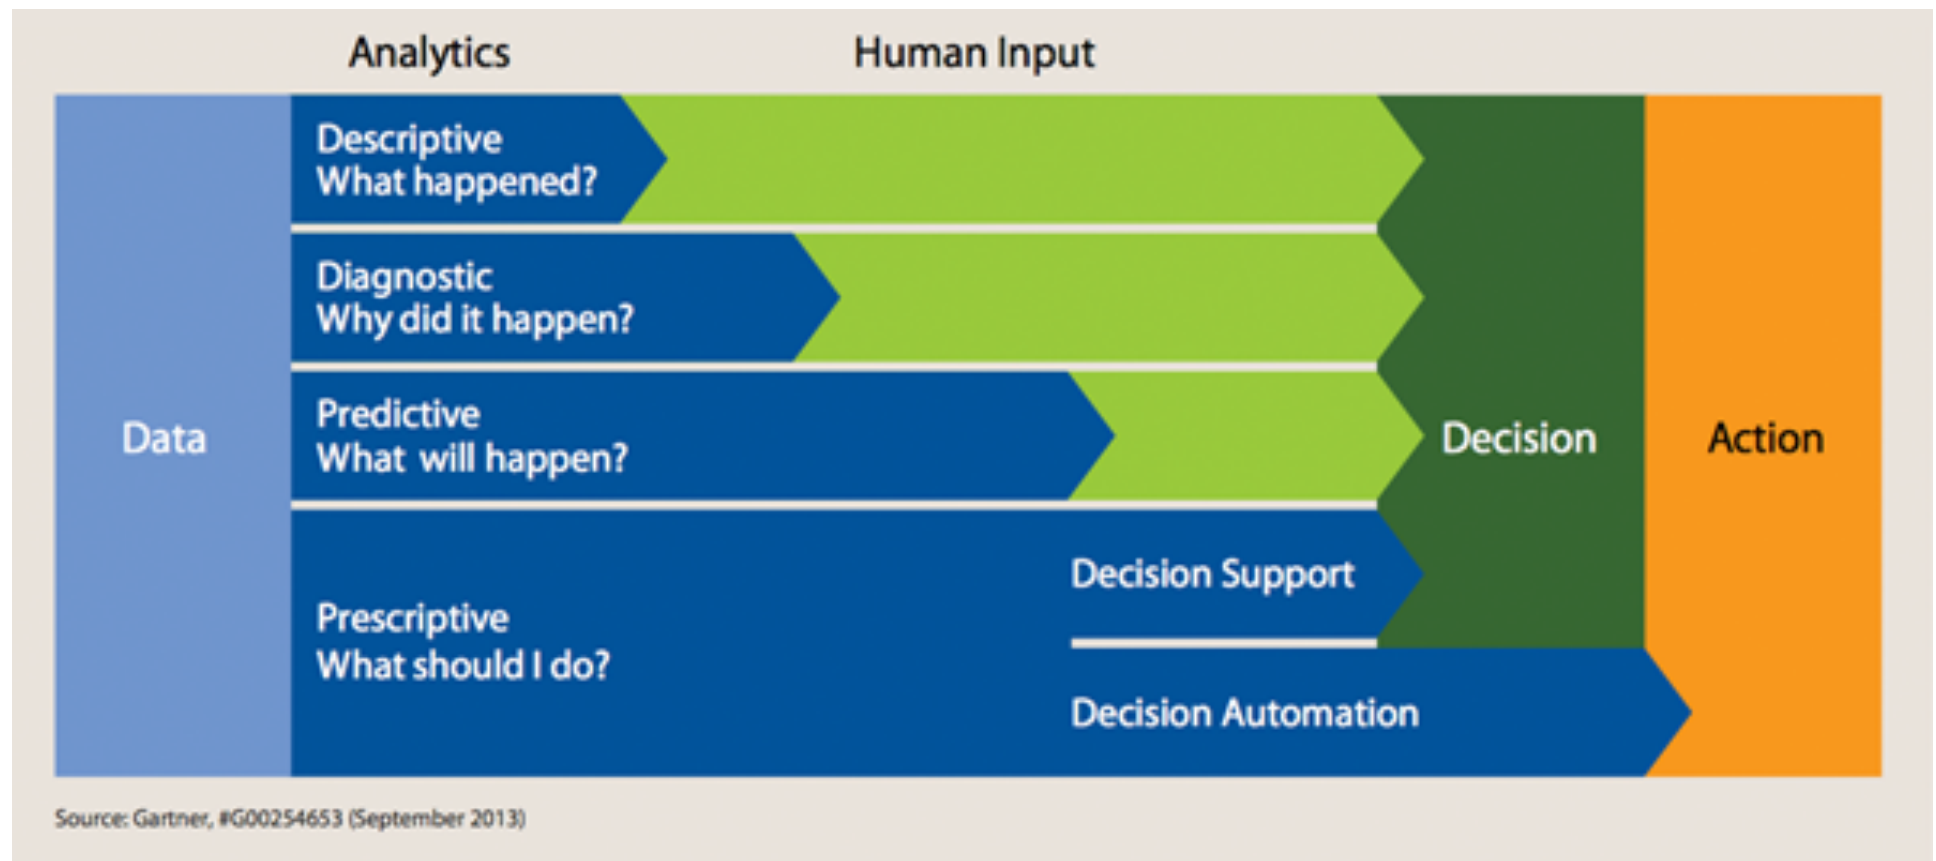 Analytics
Human Input
Descriptive
What happened?
Diagnostic
Why did it happen?
Predictive
What will happen?
Prescriptive
What should I do?
Decision Support
Decision Automation
Data
Decision
Action
Source: Gartner, #G00254653 (September 2013)